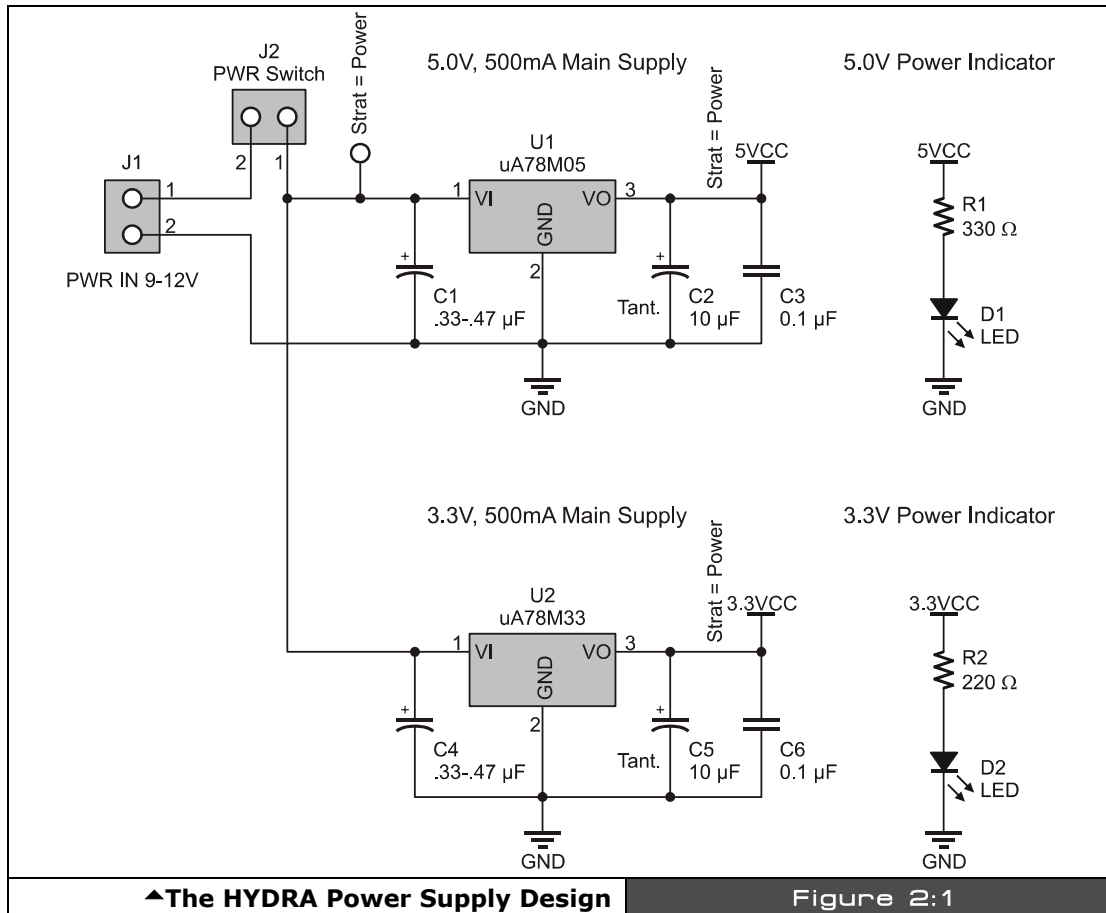 J2
PWR Switch
2
1
J1
1
2
PWR IN 9-12V
Strat = Power
5.0V, 500mA Main Supply
U1
uA78M05
1
VI
VO
3
GND
2
Strat = Power
5VCC
+
C1
.33-.47 µF
Tant.
+
C2
10 µF
C3
0.1 µF
GND
5.0V Power Indicator
5VCC
R1
330 Ω
D1
LED
GND
3.3V, 500mA Main Supply
U2
uA78M33
1
VI
VO
3
GND
2
Strat = Power
3.3VCC
+
C4
.33-.47 µF
Tant.
+
C5
10 µF
C6
0.1 µF
GND
3.3V Power Indicator
3.3VCC
R2
220 Ω
D2
LED
GND
▲The HYDRA Power Supply Design
Figure 2:1